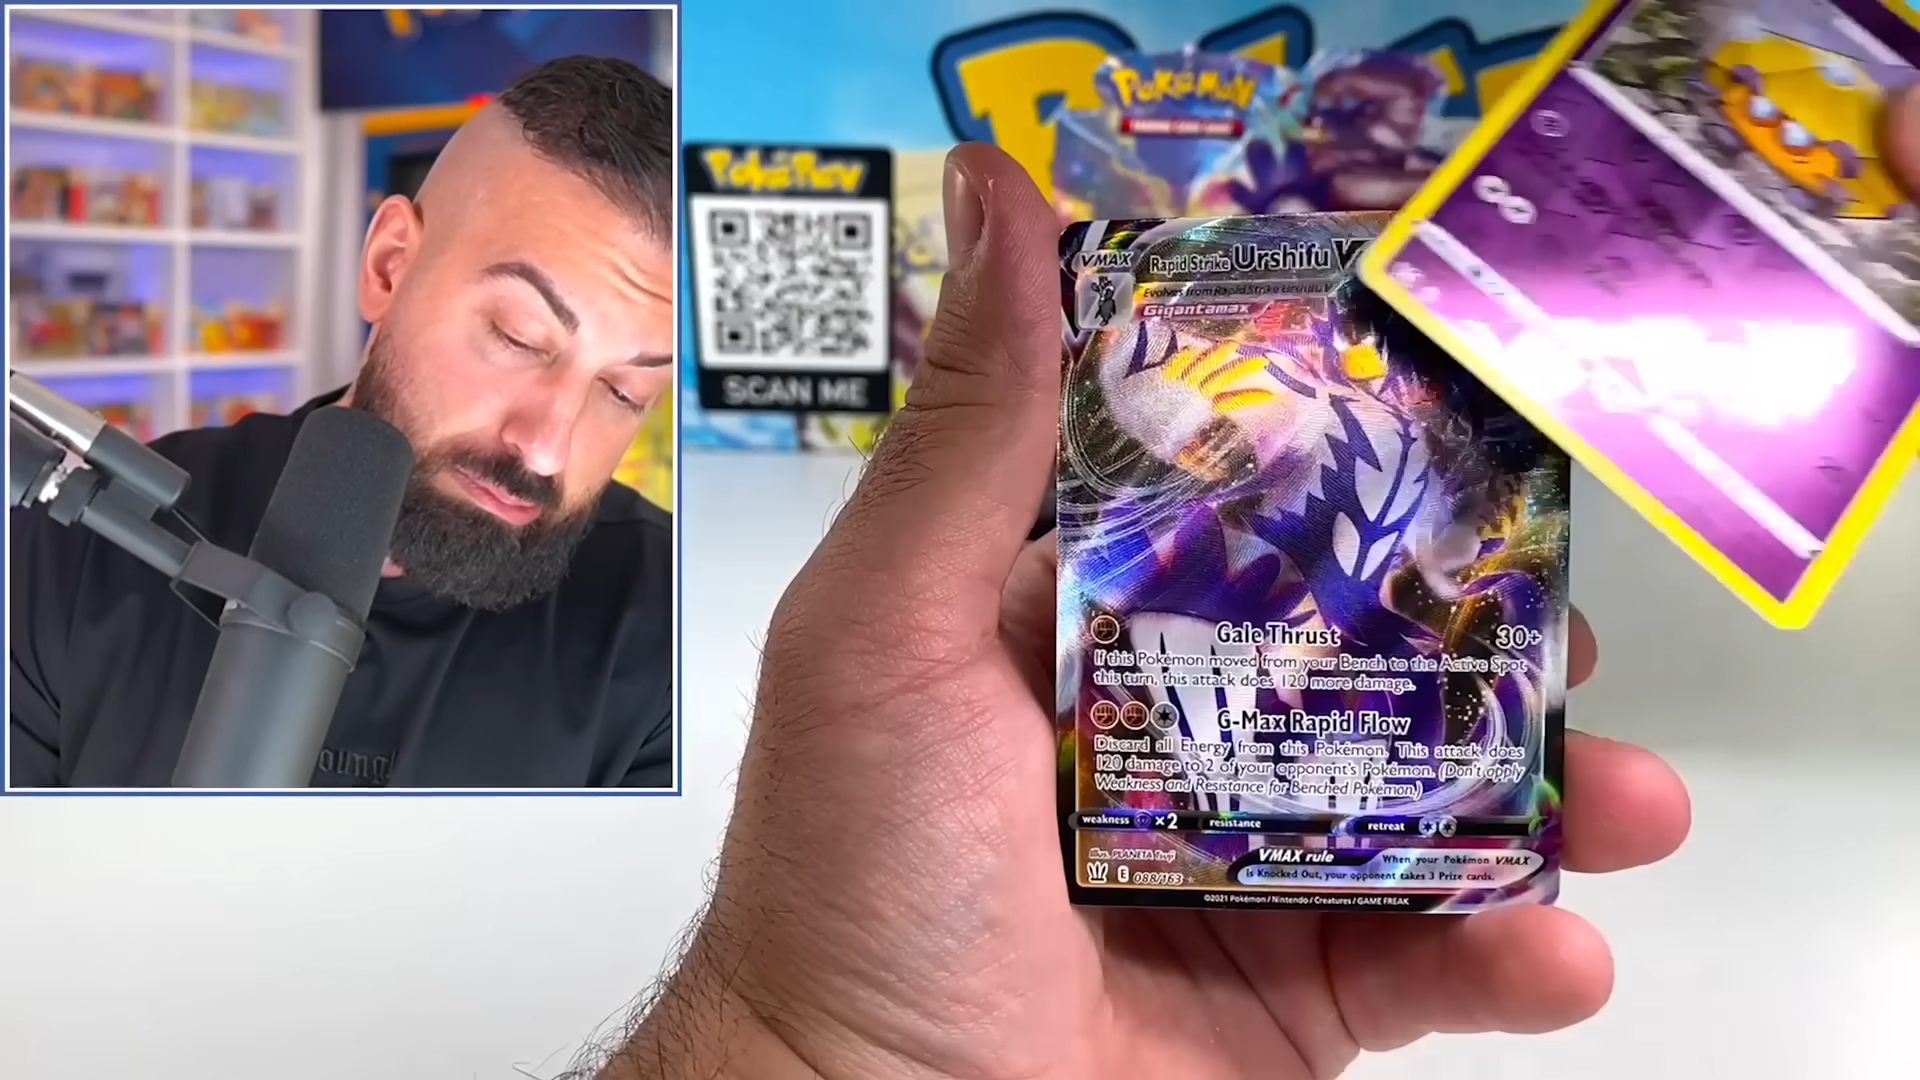 PokéRev
SCAN ME
POKÉMON
VMAX
Rapid Strike Urshifu V
Evolves from Rapid Strike Urshifu V
Gigantamax
Gale Thrust 30+
If this Pokémon moved from your Bench to the Active Spot
this turn, this attack does 120 more damage.
G-Max Rapid Flow
Discard all Energy from this Pokémon. This attack does
120 damage to 2 of your opponent's Pokémon. (Don't apply
Weakness and Resistance for Benched Pokémon.)
weakness ×2 resistance retreat
Illus. PLANETA Tsuji
E 088/163
VMAX rule When your Pokémon VMAX
is Knocked Out, your opponent takes 3 Prize cards.
©2021 Pokémon / Nintendo / Creatures / GAME FREAK